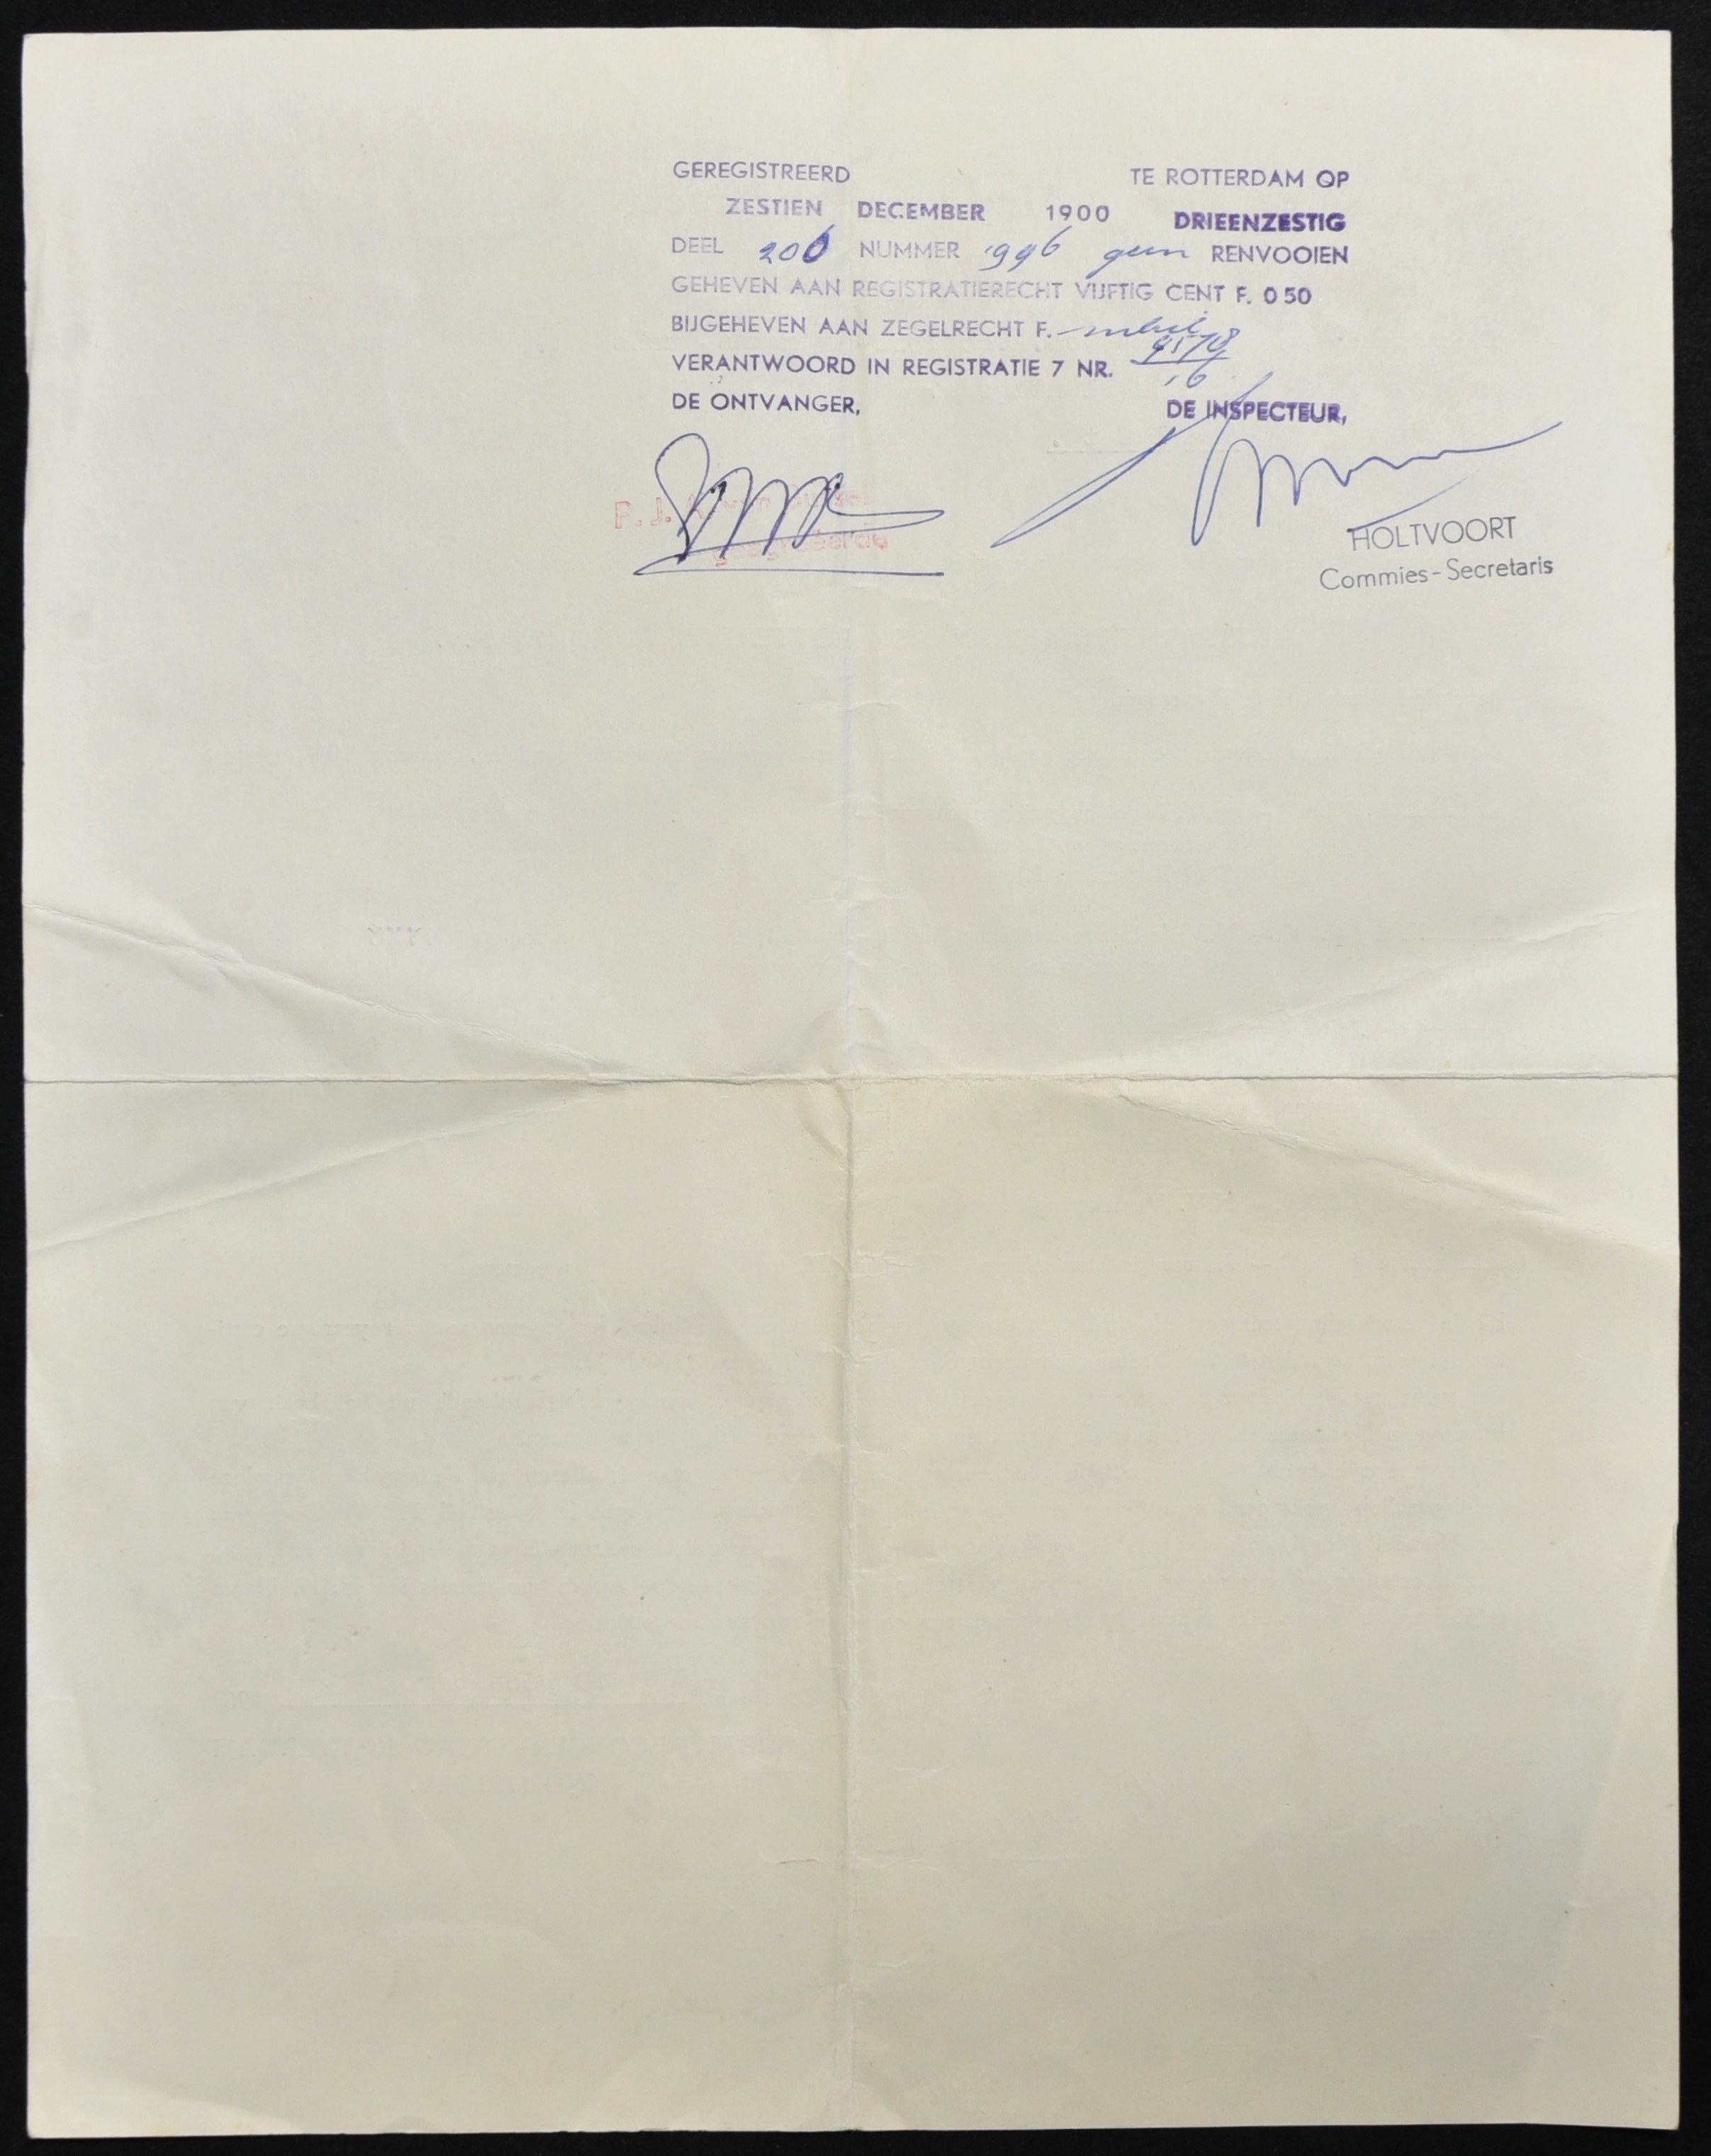 GEREGISTREERD TE ROTTERDAM OP
ZESTIEN DECEMBER 1900 DRIEENZESTIG
DEEL 206 NUMMER 1996 geen RENVOOIEN
GEHEVEN AAN REGISTRATIERECHT VIJFTIG CENT F. 0 50
BIJGEHEVEN AAN ZEGELRECHT F.
VERANTWOORD IN REGISTRATIE 7 NR.
DE ONTVANGER, DE INSPECTEUR,
P. J.
HOLTVOORT
Commies-Secretaris